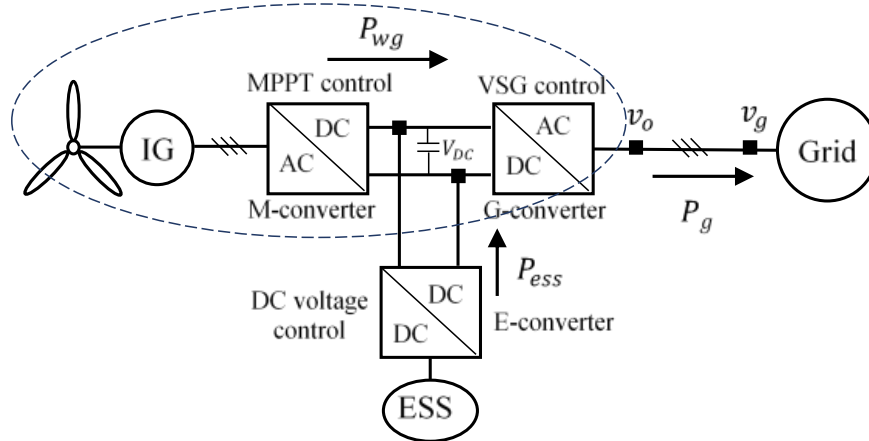 P_wg
MPPT control
VSG control
IG
DC
AC
V_DC
AC
DC
v_o
v_g
Grid
M-converter
G-converter
P_g
P_ess
DC voltage
control
DC
DC
E-converter
ESS